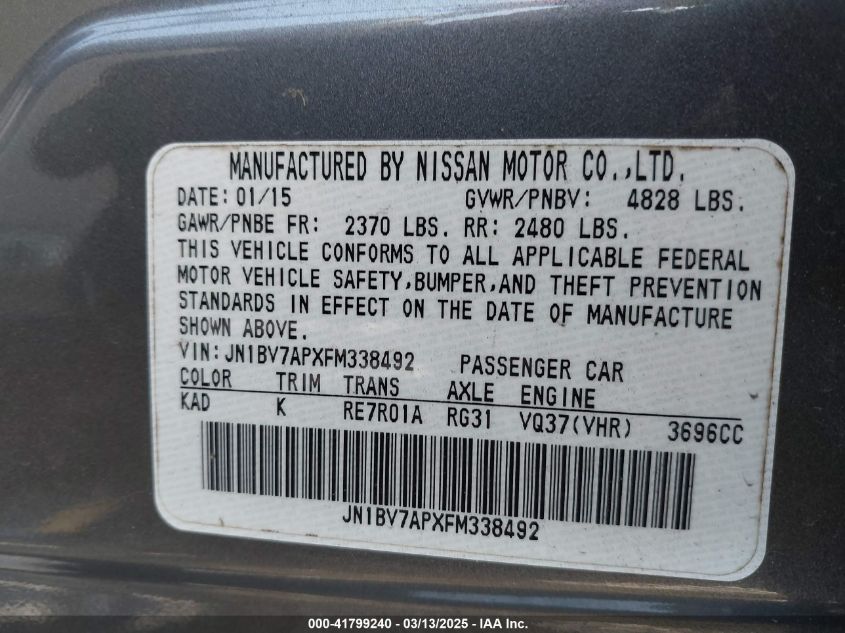 MANUFACTURED BY NISSAN MOTOR CO.,LTD.
DATE: 01/15 GVWR/PNBV: 4828 LBS.
GAWR/PNBE FR: 2370 LBS. RR: 2480 LBS.
THIS VEHICLE CONFORMS TO ALL APPLICABLE FEDERAL
MOTOR VEHICLE SAFETY,BUMPER,AND THEFT PREVENTION
STANDARDS IN EFFECT ON THE DATE OF MANUFACTURE
SHOWN ABOVE.
VIN: JN1BV7APXFM338492 PASSENGER CAR
COLOR TRIM TRANS AXLE ENGINE
KAD K RE7R01A RG31 VQ37(VHR) 3696CC
JN1BV7APXFM338492
000-41799240 - 03/13/2025 - IAA Inc.